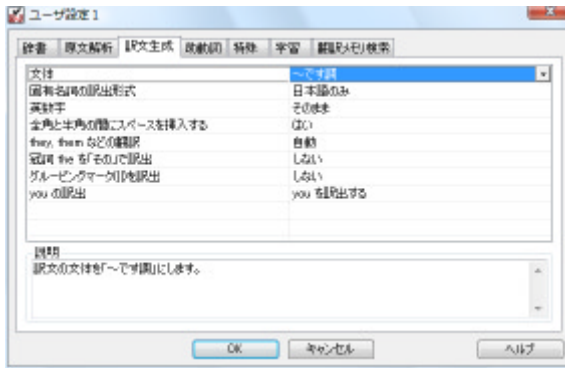 ユーザ設定1
辞書 原文解析 訳文生成 助動詞 特殊 学習 翻訳メモリ検索
文体 ~です調
固有名詞の訳出形式 日本語のみ
英数字 そのまま
全角と半角の間にスペースを挿入する はい
they, them などの翻訳 自動
冠詞 the を「その」で訳出 しない
グルーピングマーク([])を訳出 しない
you の訳出 you を訳出する
説明
訳文の文体を「~です調」にします。
OK キャンセル ヘルプ